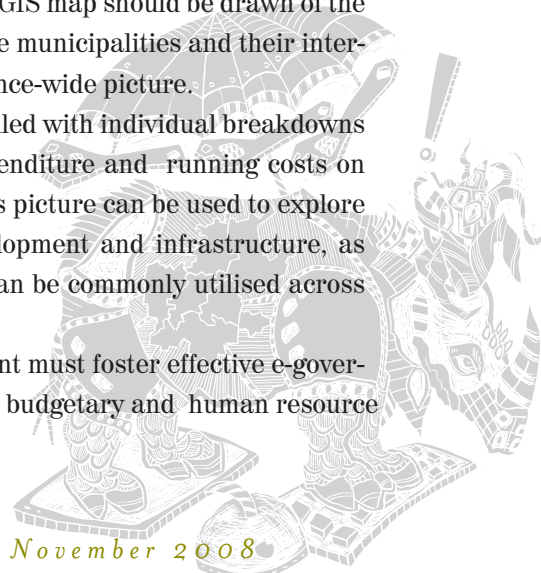 GIS map should be drawn of the
e municipalities and their inter-
nce-wide picture.
led with individual breakdowns
enditure and running costs on
s picture can be used to explore
lopment and infrastructure, as
an be commonly utilised across
nt must foster effective e-gover-
budgetary and human resource
November 2008